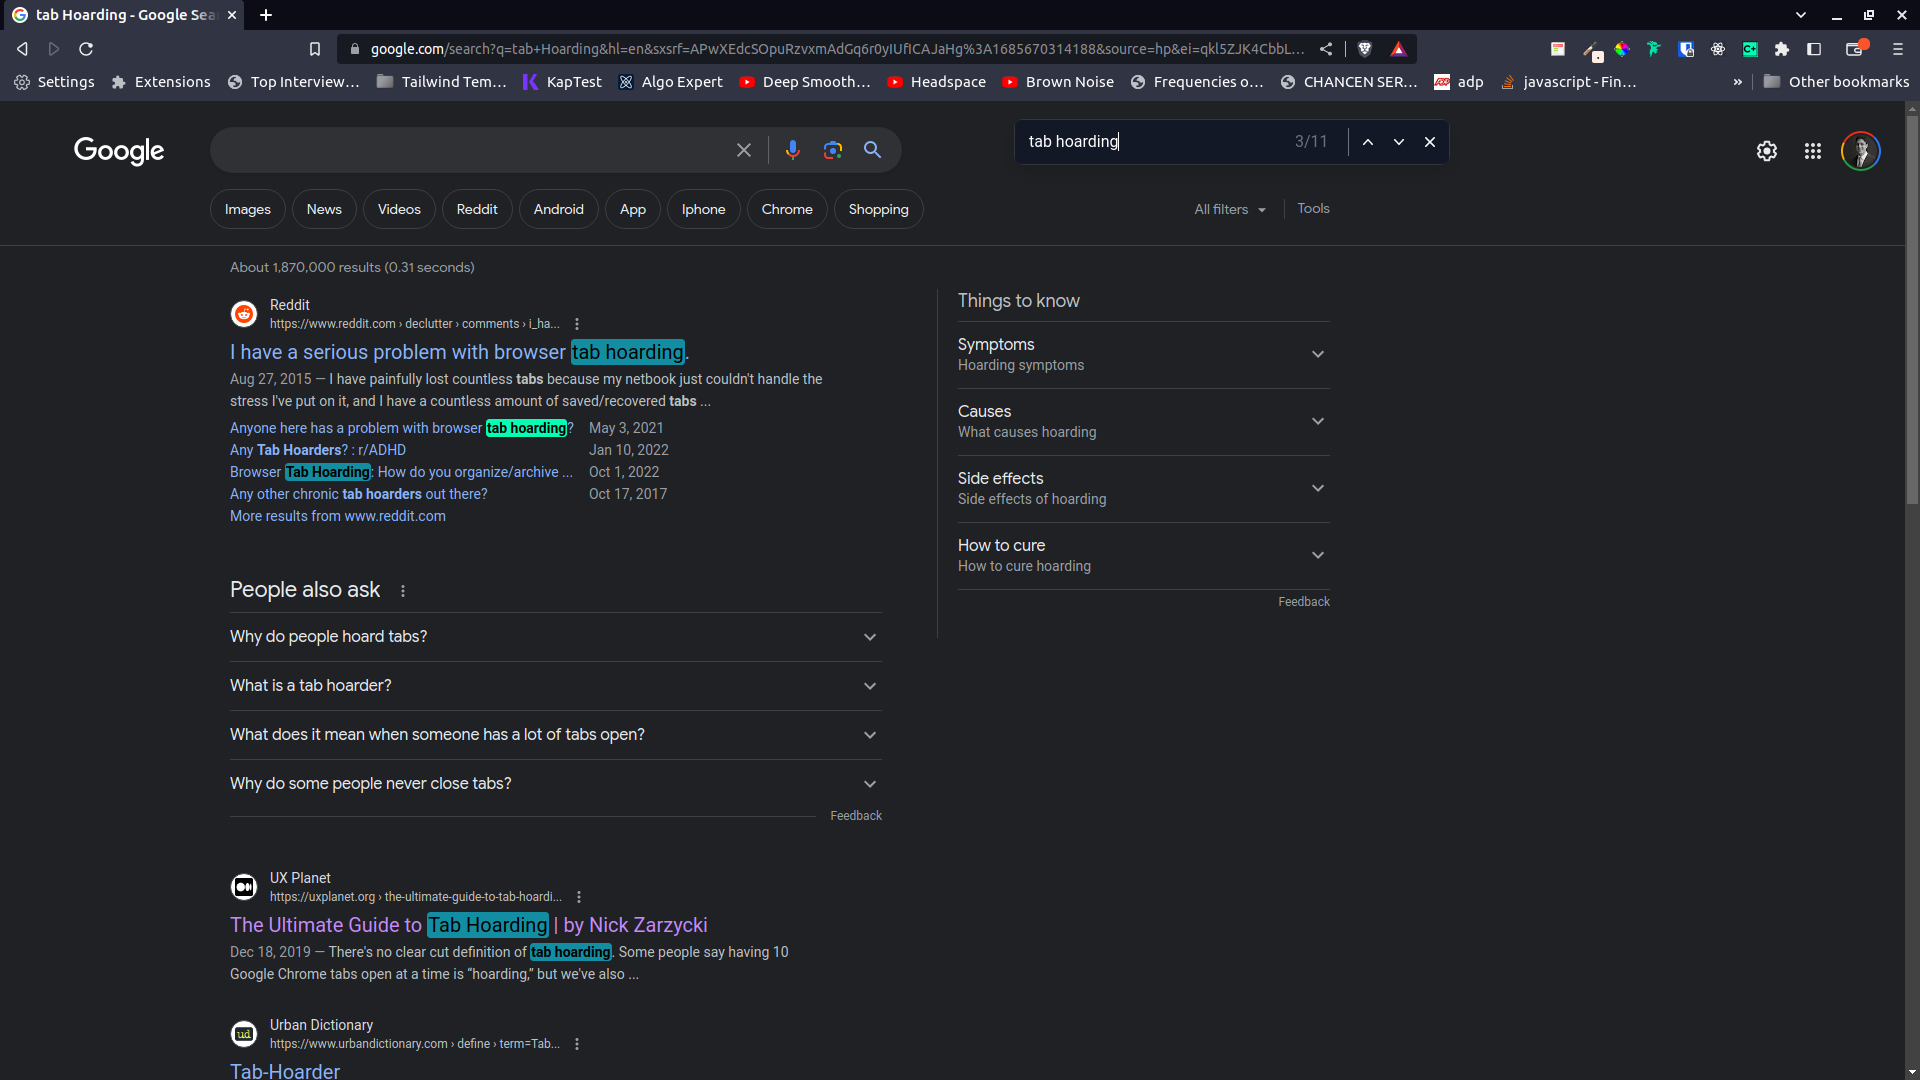 tab Hoarding - Google Sea
google.com/search?q=tab+Hoarding&hl=en&sxsrf=APwXEdcSOpuRzvxmAdGq6r0yIUfICAJaHg%3A1685670314188&source=hp&ei=qkl5ZJK4CbbL...
Settings Extensions Top Interview... Tailwind Tem... KapTest Algo Expert Deep Smooth... Headspace Brown Noise Frequencies o... CHANCEN SER... adp javascript - Fin... » Other bookmarks
Google
tab hoarding 3/11
Images News Videos Reddit Android App Iphone Chrome Shopping All filters Tools
About 1,870,000 results (0.31 seconds)
Reddit
https://www.reddit.com › declutter › comments › i_ha...
I have a serious problem with browser tab hoarding.
Aug 27, 2015 — I have painfully lost countless tabs because my netbook just couldn't handle the
stress I've put on it, and I have a countless amount of saved/recovered tabs ...
Anyone here has a problem with browser tab hoarding? May 3, 2021
Any Tab Hoarders? : r/ADHD Jan 10, 2022
Browser Tab Hoarding: How do you organize/archive ... Oct 1, 2022
Any other chronic tab hoarders out there? Oct 17, 2017
More results from www.reddit.com
People also ask
Why do people hoard tabs?
What is a tab hoarder?
What does it mean when someone has a lot of tabs open?
Why do some people never close tabs?
Feedback
UX Planet
https://uxplanet.org › the-ultimate-guide-to-tab-hoardi...
The Ultimate Guide to Tab Hoarding | by Nick Zarzycki
Dec 18, 2019 — There's no clear cut definition of tab hoarding. Some people say having 10
Google Chrome tabs open at a time is “hoarding,” but we've also ...
ud
Urban Dictionary
https://www.urbandictionary.com › define › term=Tab...
Tab-Hoarder
Things to know
Symptoms
Hoarding symptoms
Causes
What causes hoarding
Side effects
Side effects of hoarding
How to cure
How to cure hoarding
Feedback